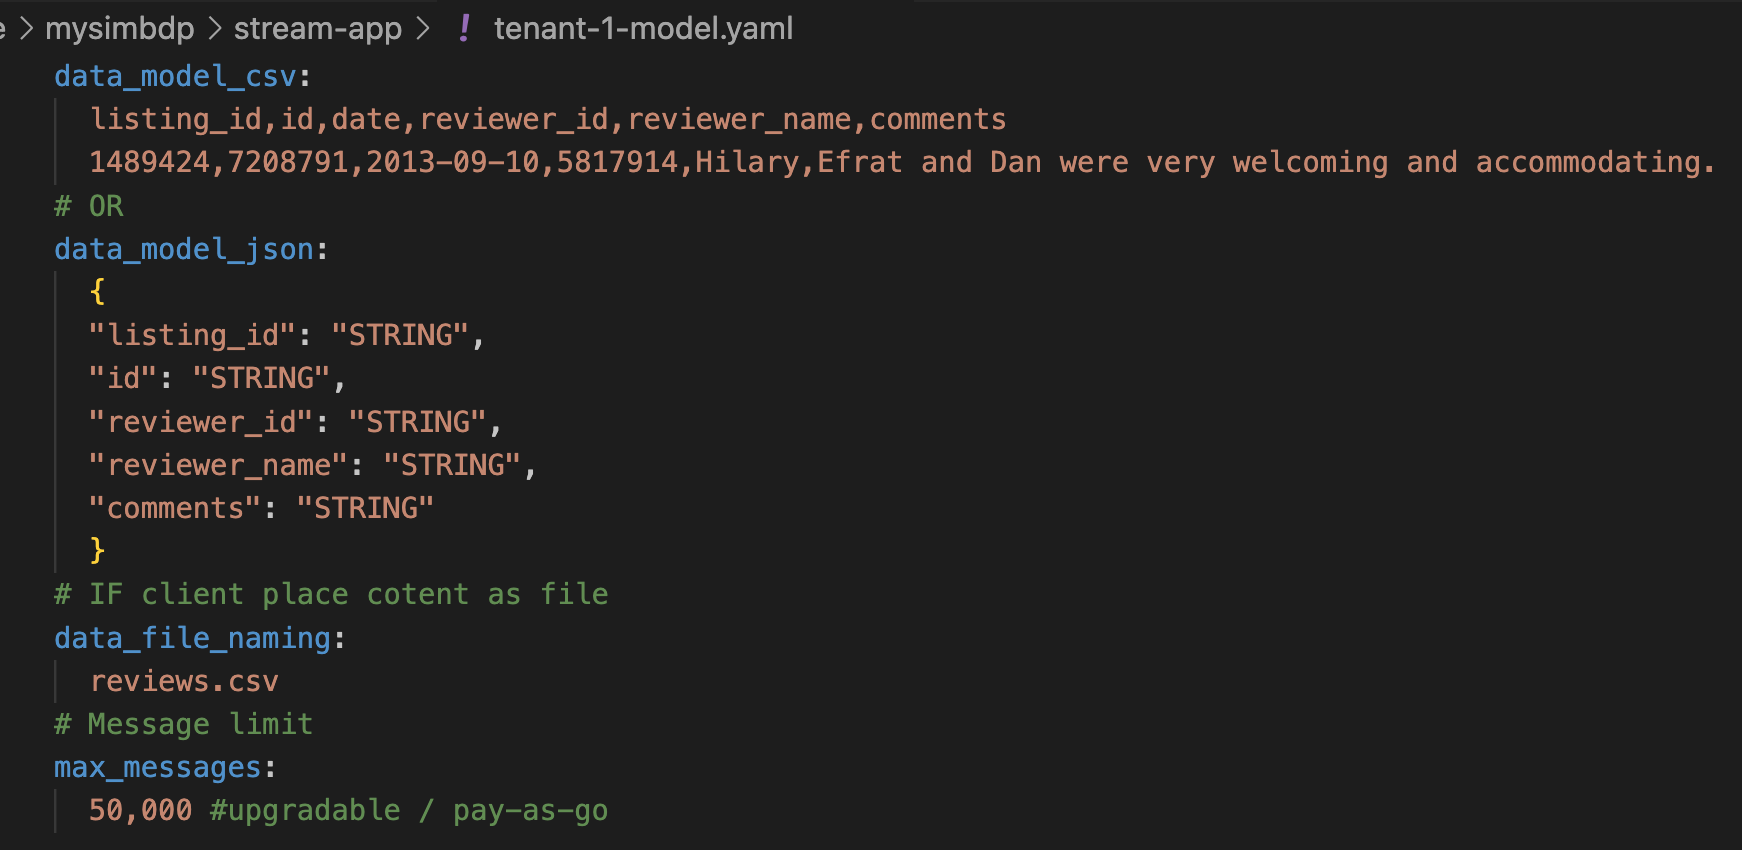 e > mysimbdp > stream-app > ! tenant-1-model.yaml
data_model_csv:
listing_id,id,date,reviewer_id,reviewer_name,comments
1489424,7208791,2013-09-10,5817914,Hilary,Efrat and Dan were very welcoming and accommodating.
# OR
data_model_json:
{
"listing_id": "STRING",
"id": "STRING",
"reviewer_id": "STRING",
"reviewer_name": "STRING",
"comments": "STRING"
}
# IF client place cotent as file
data_file_naming:
reviews.csv
# Message limit
max_messages:
50,000 #upgradable / pay-as-go